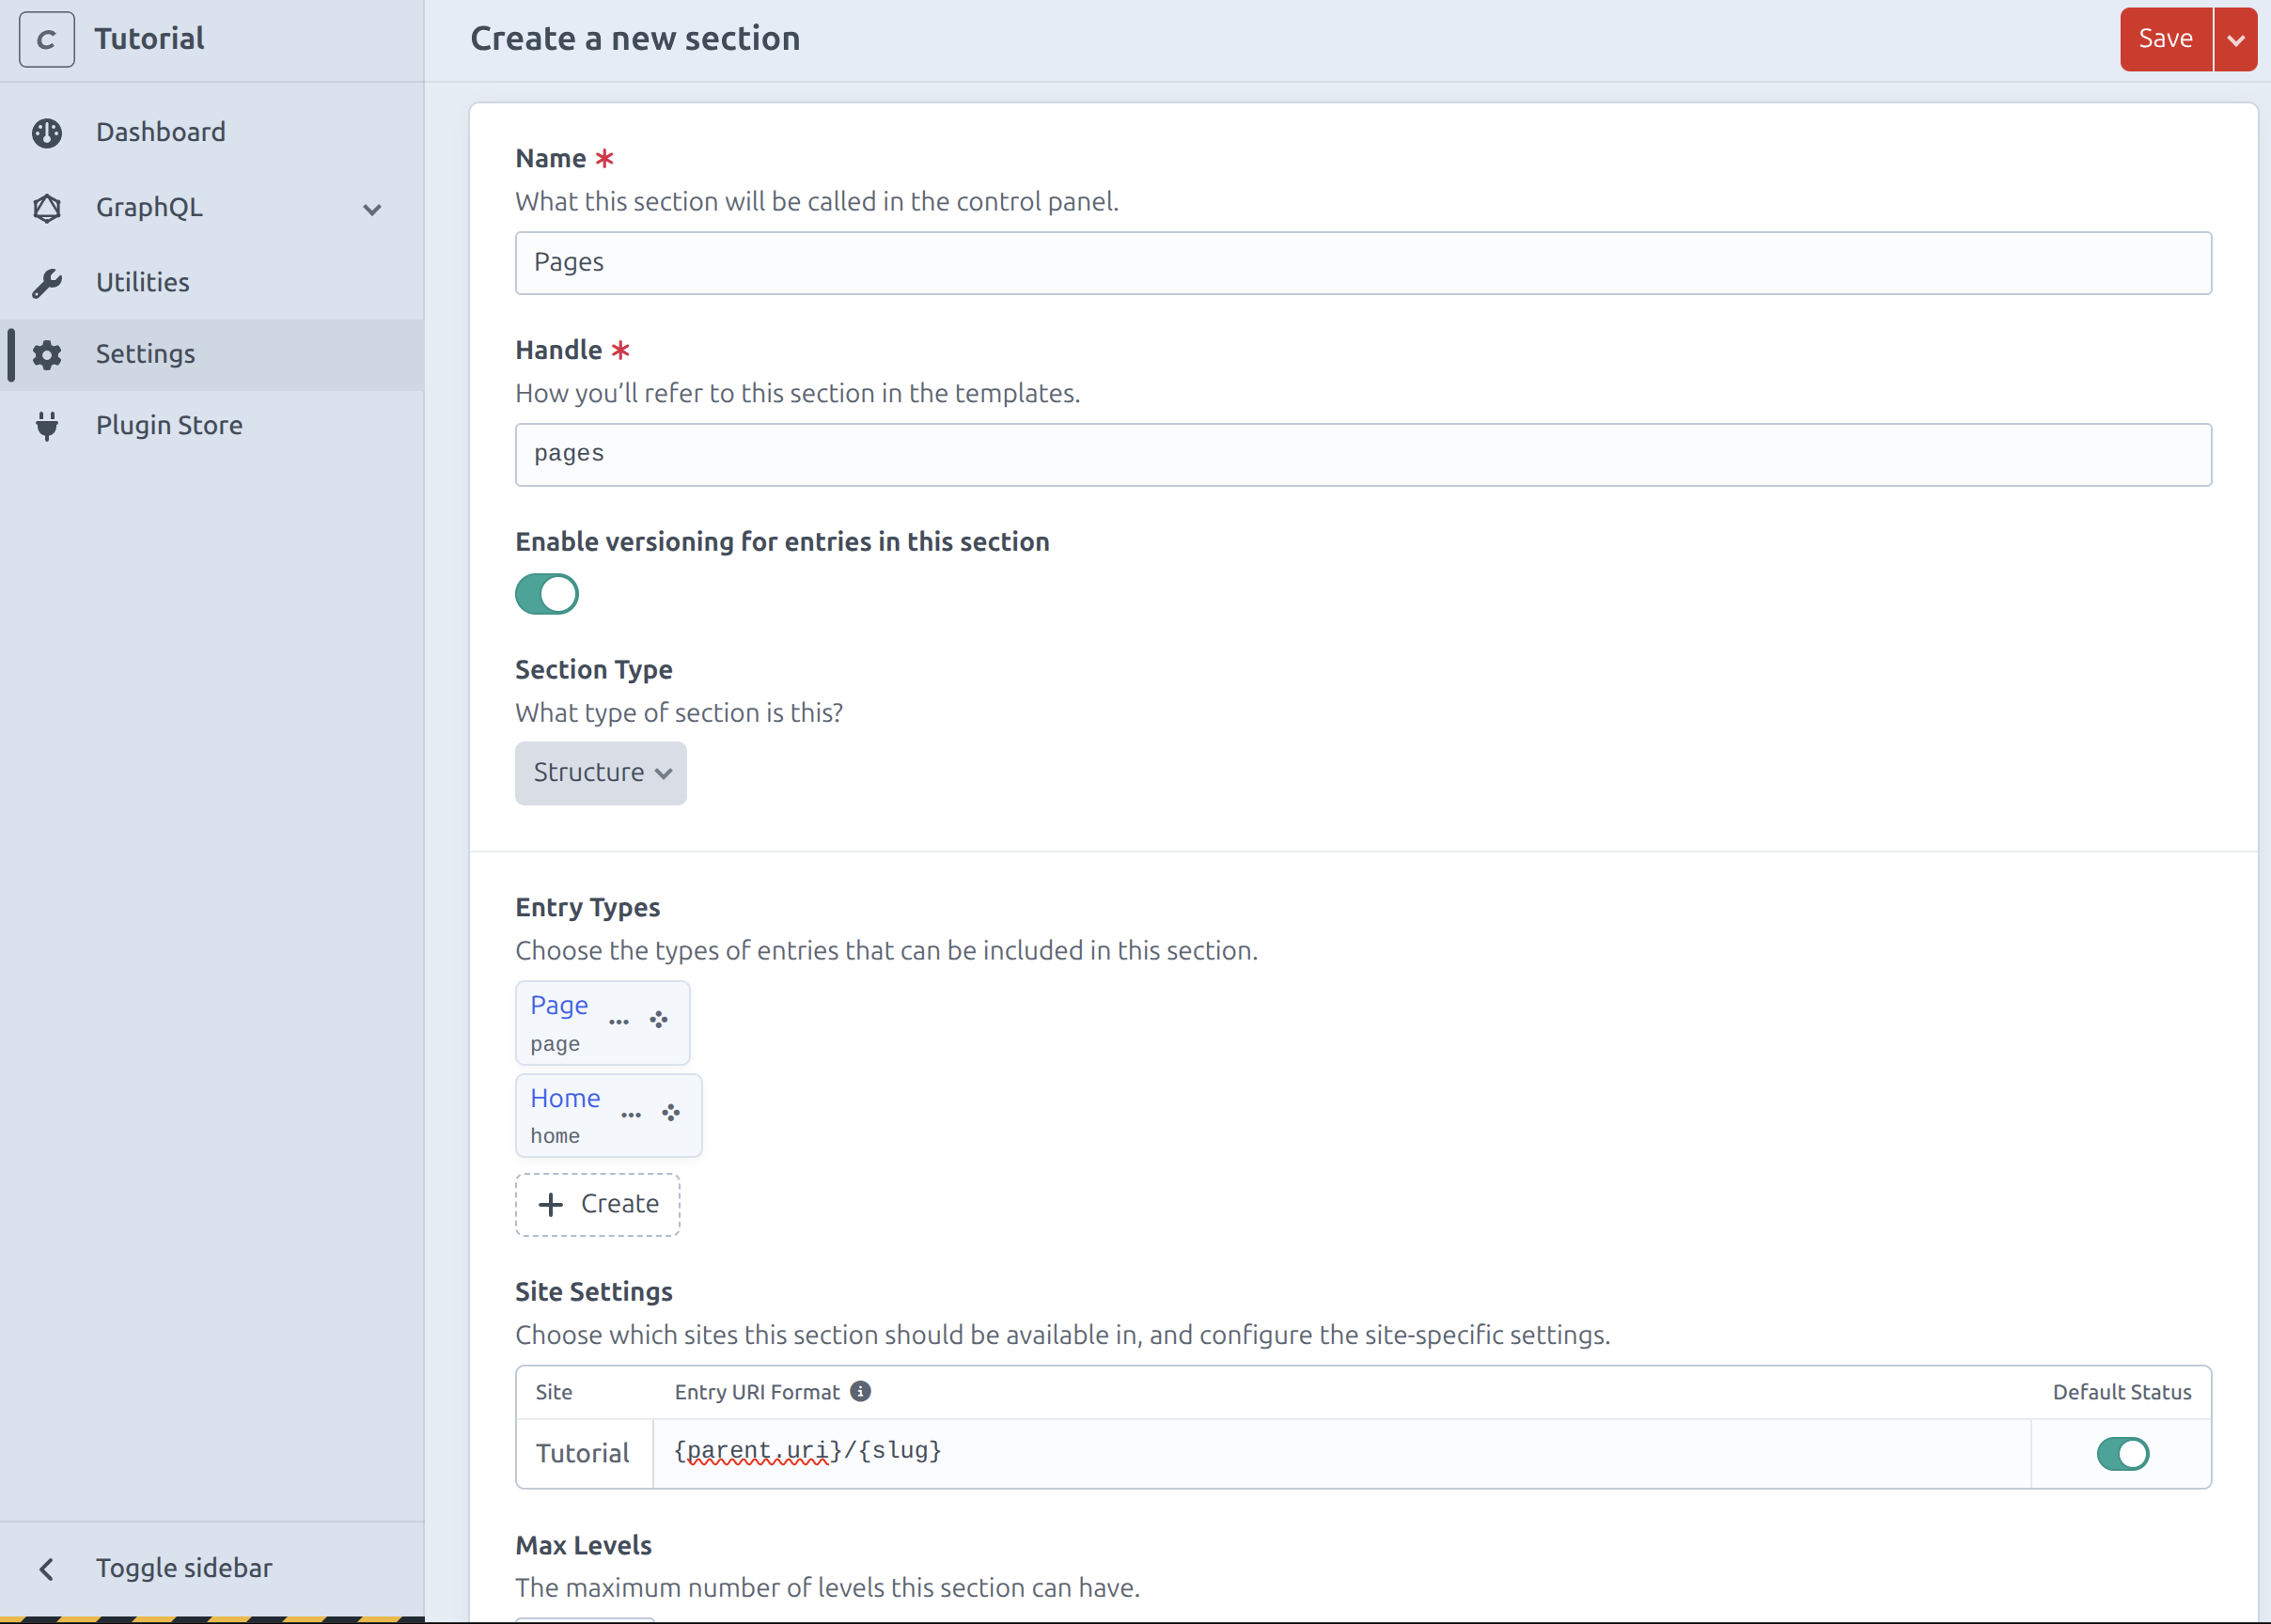 C Tutorial
Create a new section
Save
Dashboard
GraphQL
Utilities
Settings
Plugin Store
Toggle sidebar
Name *
What this section will be called in the control panel.
Pages
Handle *
How you’ll refer to this section in the templates.
pages
Enable versioning for entries in this section
Section Type
What type of section is this?
Structure
Entry Types
Choose the types of entries that can be included in this section.
Page
page
Home
home
+ Create
Site Settings
Choose which sites this section should be available in, and configure the site-specific settings.
Site Entry URI Format Default Status
Tutorial {parent.uri}/{slug}
Max Levels
The maximum number of levels this section can have.